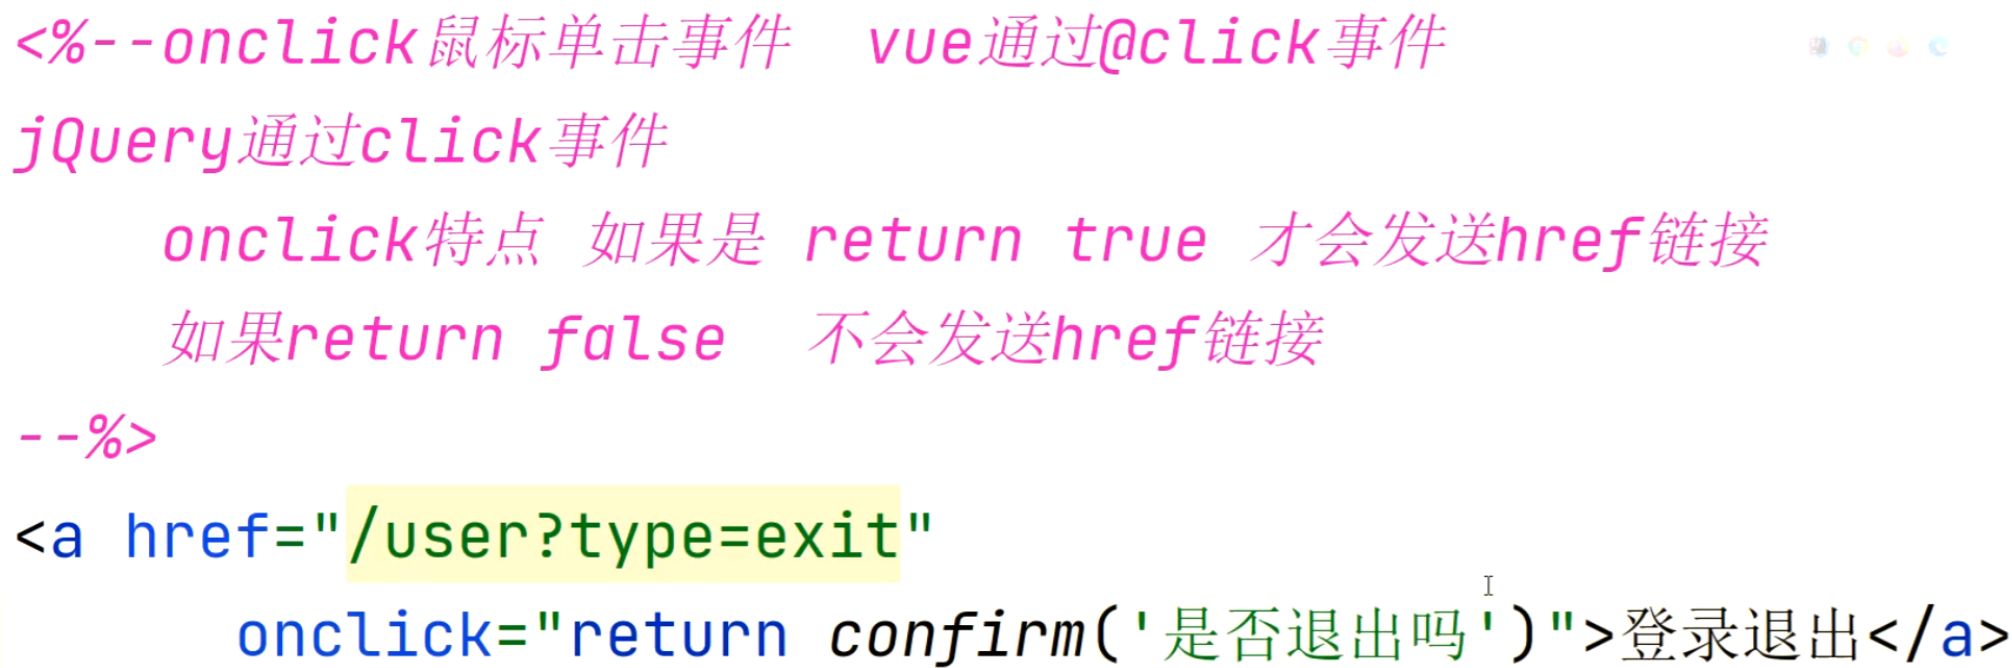 <%--onclick鼠标单击事件  vue通过@click事件
jQuery通过click事件
    onclick特点 如果是 return true 才会发送href链接
    如果return false  不会发送href链接
--%>
<a href="/user?type=exit"
      onclick="return confirm('是否退出吗')">登录退出</a>